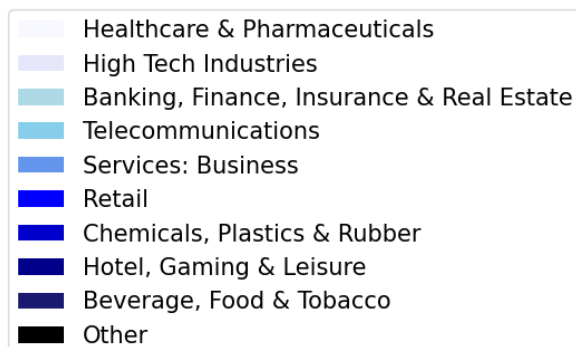 Healthcare & Pharmaceuticals
High Tech Industries
Banking, Finance, Insurance & Real Estate
Telecommunications
Services: Business
Retail
Chemicals, Plastics & Rubber
Hotel, Gaming & Leisure
Beverage, Food & Tobacco
Other